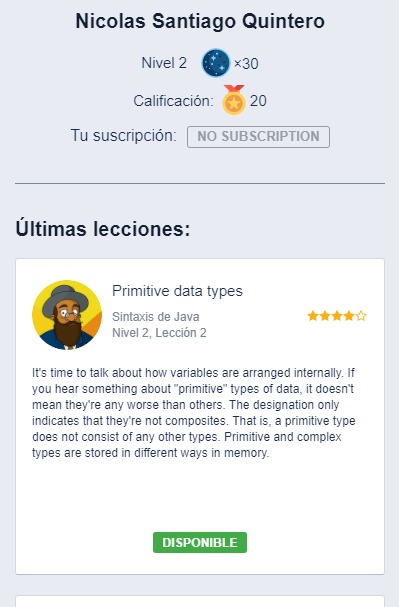 Nicolas Santiago Quintero
Nivel 2 ×30
Calificación: 20
Tu suscripción: NO SUBSCRIPTION
Últimas lecciones:
Primitive data types
Sintaxis de Java
Nivel 2, Lección 2
It's time to talk about how variables are arranged internally. If
you hear something about "primitive" types of data, it doesn't
mean they're any worse than others. The designation only
indicates that they're not composites. That is, a primitive type
does not consist of any other types. Primitive and complex
types are stored in different ways in memory.
DISPONIBLE